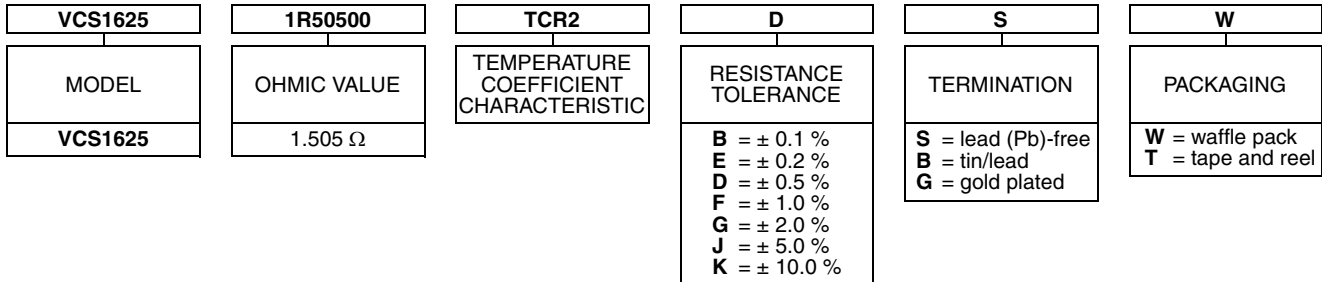 VCS1625
MODEL
VCS1625
1R50500
OHMIC VALUE
1.505 Ω
TCR2
TEMPERATURE
COEFFICIENT
CHARACTERISTIC
D
RESISTANCE
TOLERANCE
B = ± 0.1 %
E = ± 0.2 %
D = ± 0.5 %
F = ± 1.0 %
G = ± 2.0 %
J = ± 5.0 %
K = ± 10.0 %
S
TERMINATION
S = lead (Pb)-free
B = tin/lead
G = gold plated
W
PACKAGING
W = waffle pack
T = tape and reel